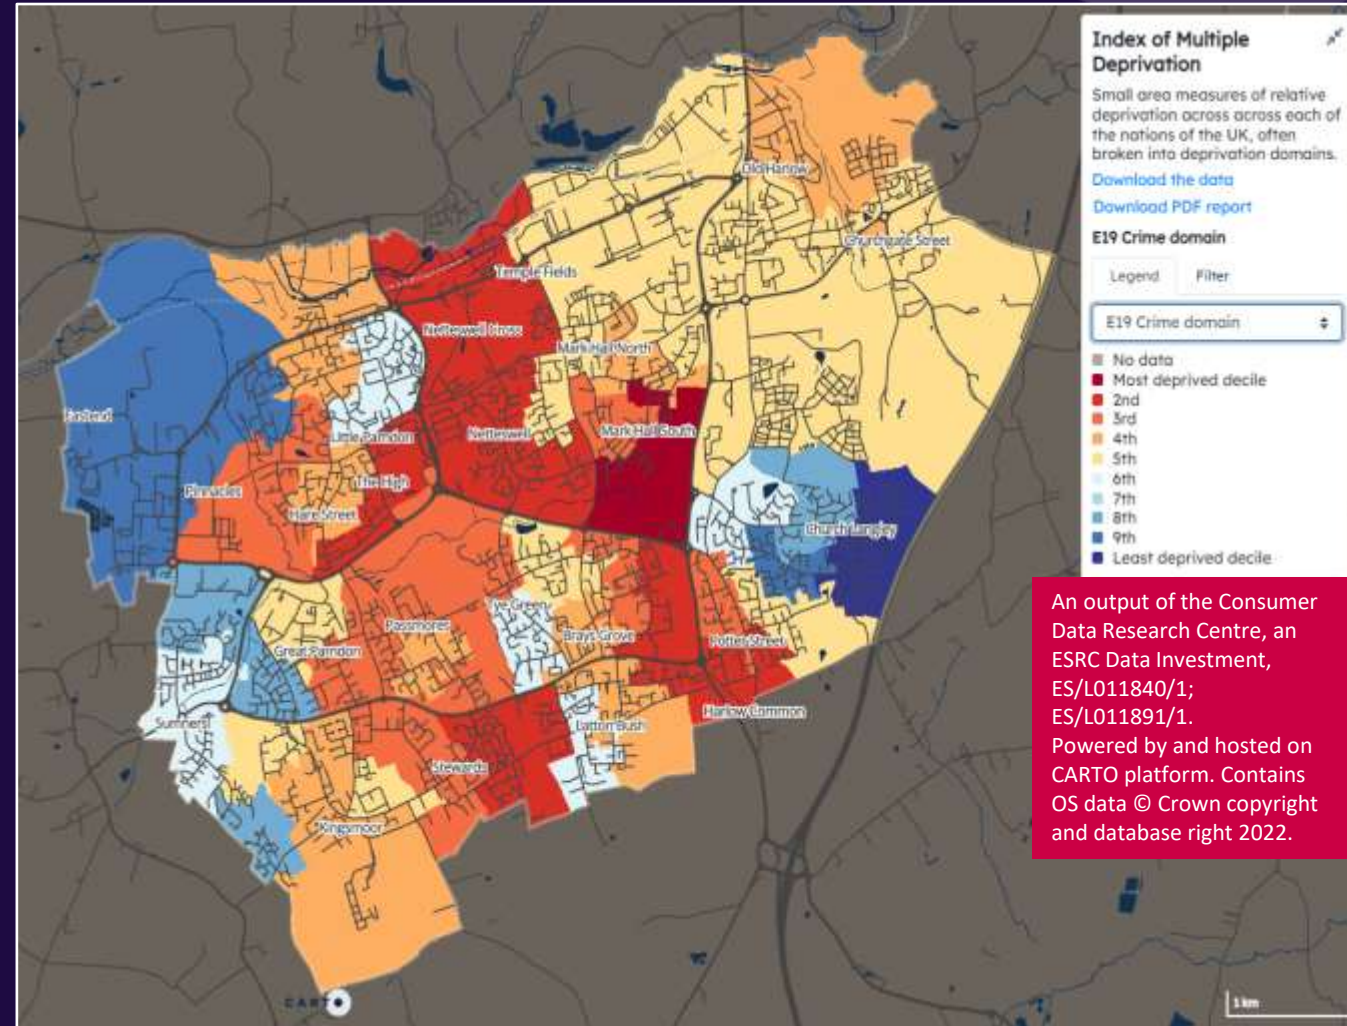 Index of Multiple
Deprivation
Small area measures of relative
deprivation across across each of
the nations of the UK, often
broken into deprivation domains.
Download the data
Download PDF report
E19 Crime domain
Legend Filter
E19 Crime domain
No data
Most deprived decile
2nd
3rd
4th
5th
6th
7th
8th
9th
Least deprived decile
An output of the Consumer
Data Research Centre, an
ESRC Data Investment,
ES/L011840/1;
ES/L011891/1.
Powered by and hosted on
CARTO platform. Contains
OS data © Crown copyright
and database right 2022.
Old Harlow
Churchgate Street
Temple Fields
Netteswell Cross
Mark Hall North
Eastend
Little Parndon
Netteswell
Mark Hall South
The High
Pinnacles
Hare Street
Church Langley
Tye Green
Passmores
Brays Grove
Potter Street
Great Parndon
Sumners
Latton Bush
Harlow Common
Stewards
Kingsmoor
CARTO
1 km